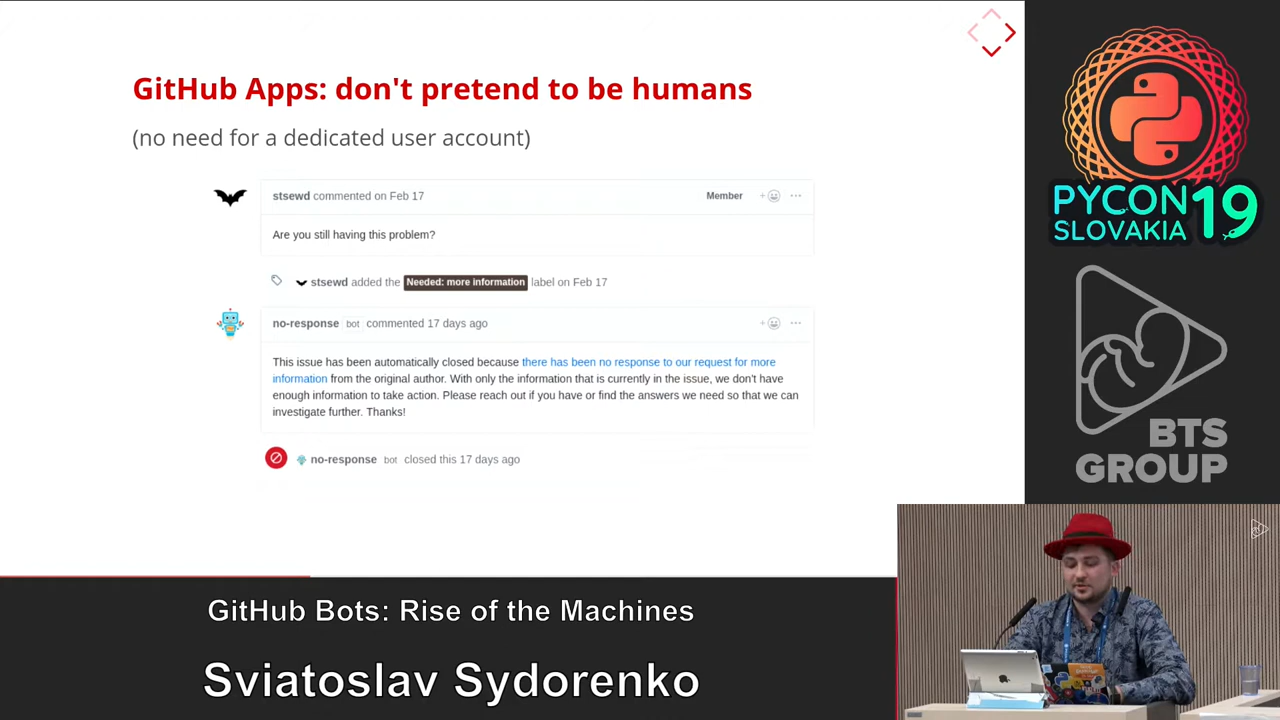 GitHub Apps: don't pretend to be humans
(no need for a dedicated user account)
stsewd commented on Feb 17
Member
Are you still having this problem?
stsewd added the Needed: more information label on Feb 17
no-response bot commented 17 days ago
This issue has been automatically closed because there has been no response to our request for more
information from the original author. With only the information that is currently in the issue, we don't have
enough information to take action. Please reach out if you have or find the answers we need so that we can
investigate further. Thanks!
no-response bot closed this 17 days ago
PYCON 19
SLOVAKIA
BTS
GROUP
GitHub Bots: Rise of the Machines
Sviatoslav Sydorenko